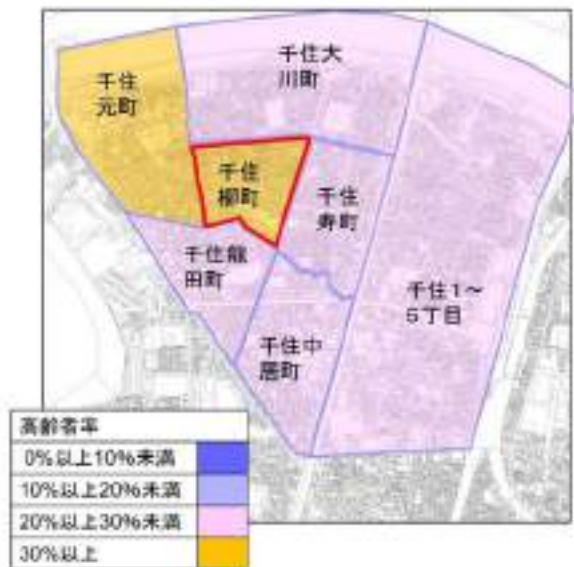 千住大
川町
千住
元町
千住
柳町
千住
寿町
千住龍
田町
千住1～
5丁目
千住中
居町
高齢者率
0%以上10%未満
10%以上20%未満
20%以上30%未満
30%以上